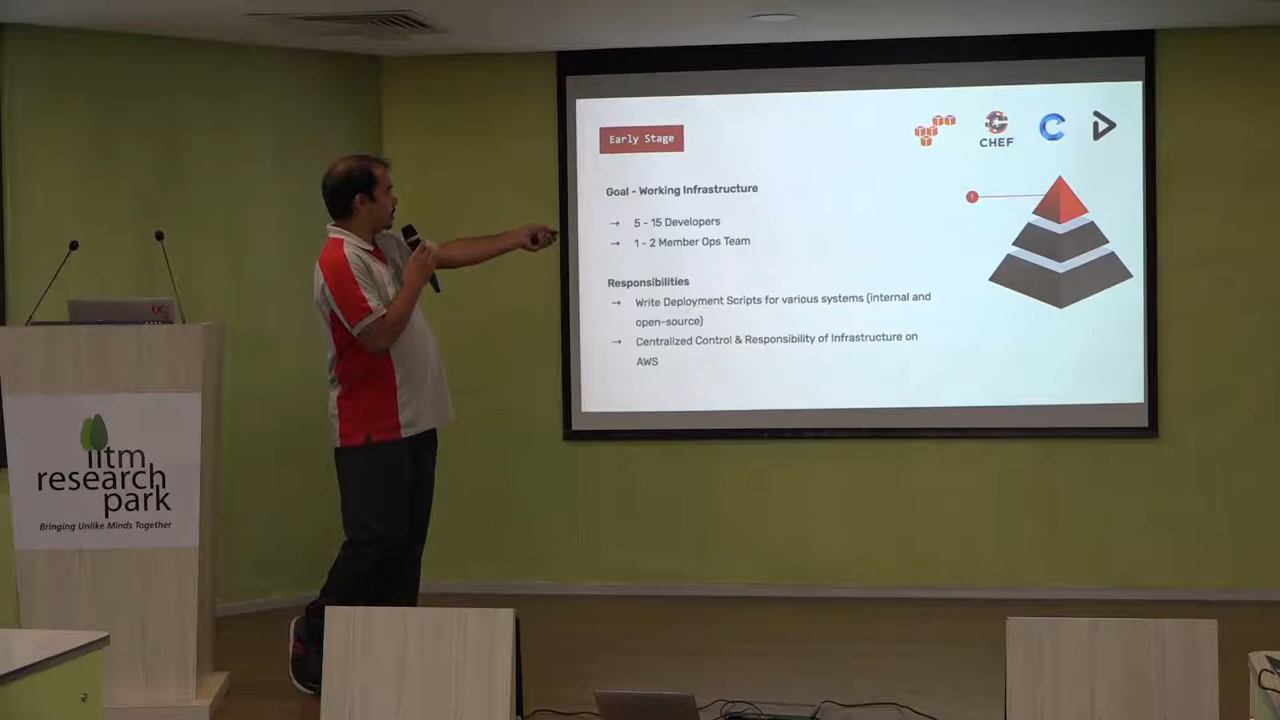 Early Stage
CHEF
Goal - Working Infrastructure
→ 5 - 15 Developers
→ 1 - 2 Member Ops Team
Responsibilities
→ Write Deployment Scripts for various systems (internal and
open-source)
→ Centralized Control & Responsibility of Infrastructure on
AWS
1
iitm
research
park
Bringing Unlike Minds Together